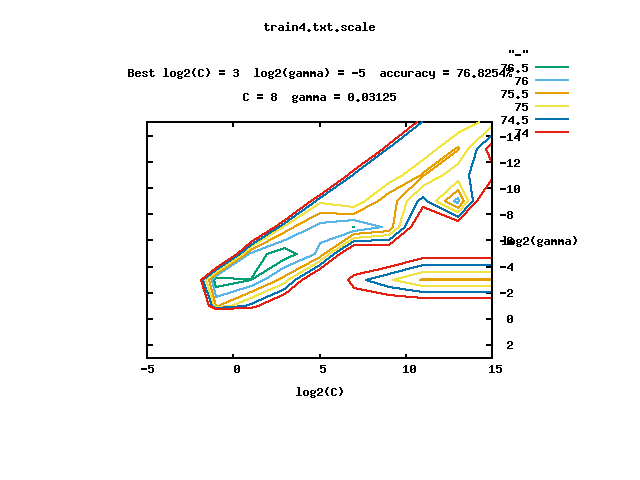 train4.txt.scale
"-"
76.5
Best log2(C) = 3  log2(gamma) = -5  accuracy = 76.8254%
76
75.5
C = 8  gamma = 0.03125
75
74.5
74
-14
-12
-10
-8
-6
log2(gamma)
-4
-2
0
2
-5 0 5 10 15
log2(C)